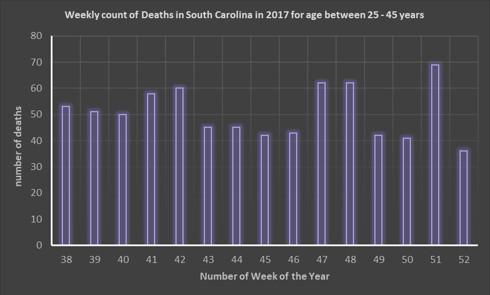 Weekly count of Deaths in South Carolina in 2017 for age between 25 - 45 years
80
70
60
50
40
30
20
10
0
number of deaths
38 39 40 41 42 43 44 45 46 47 48 49 50 51 52
Number of Week of the Year